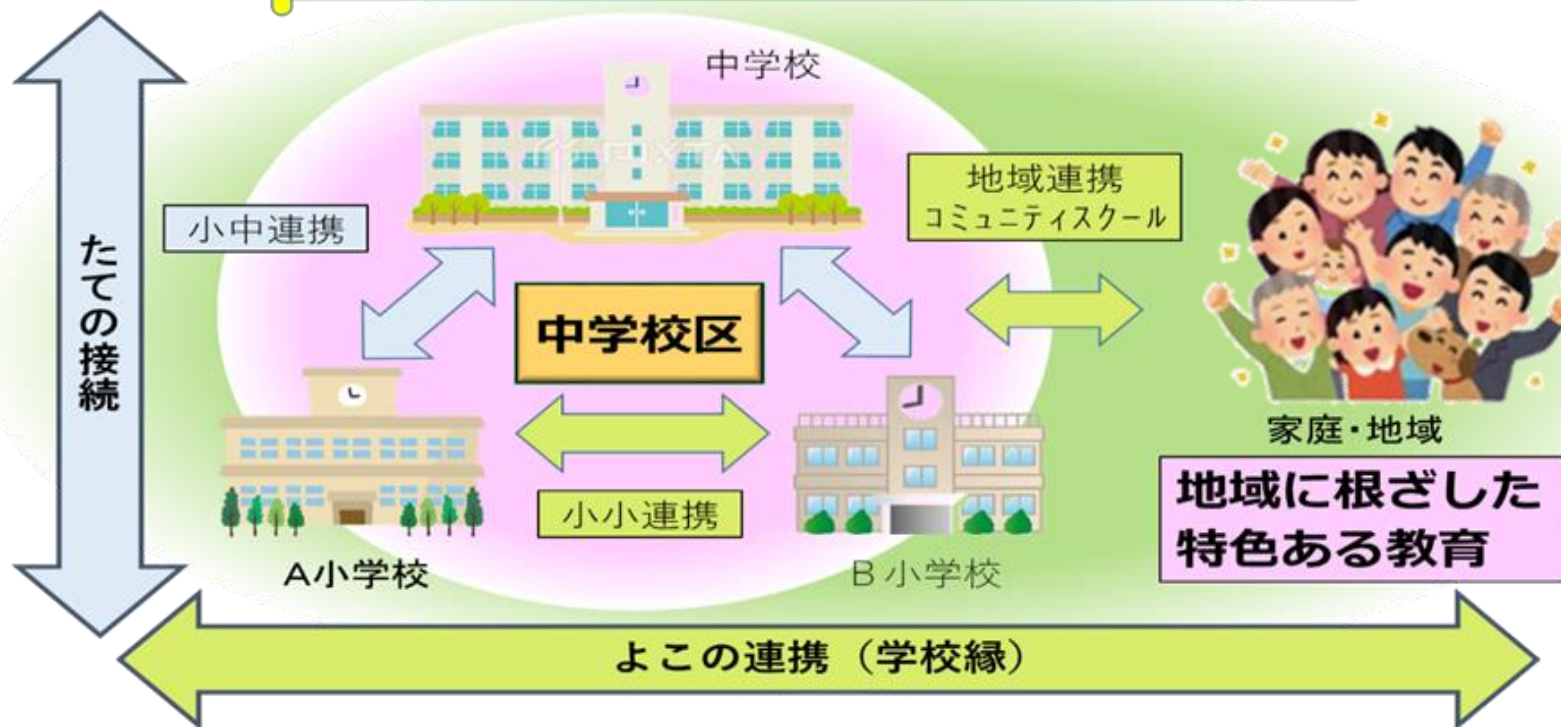 中学校
地域連携
コミュニティスクール
小中連携
たての接続
中学校区
家庭・地域
小小連携
地域に根ざした
特色ある教育
A小学校
B小学校
よこの連携（学校縁）